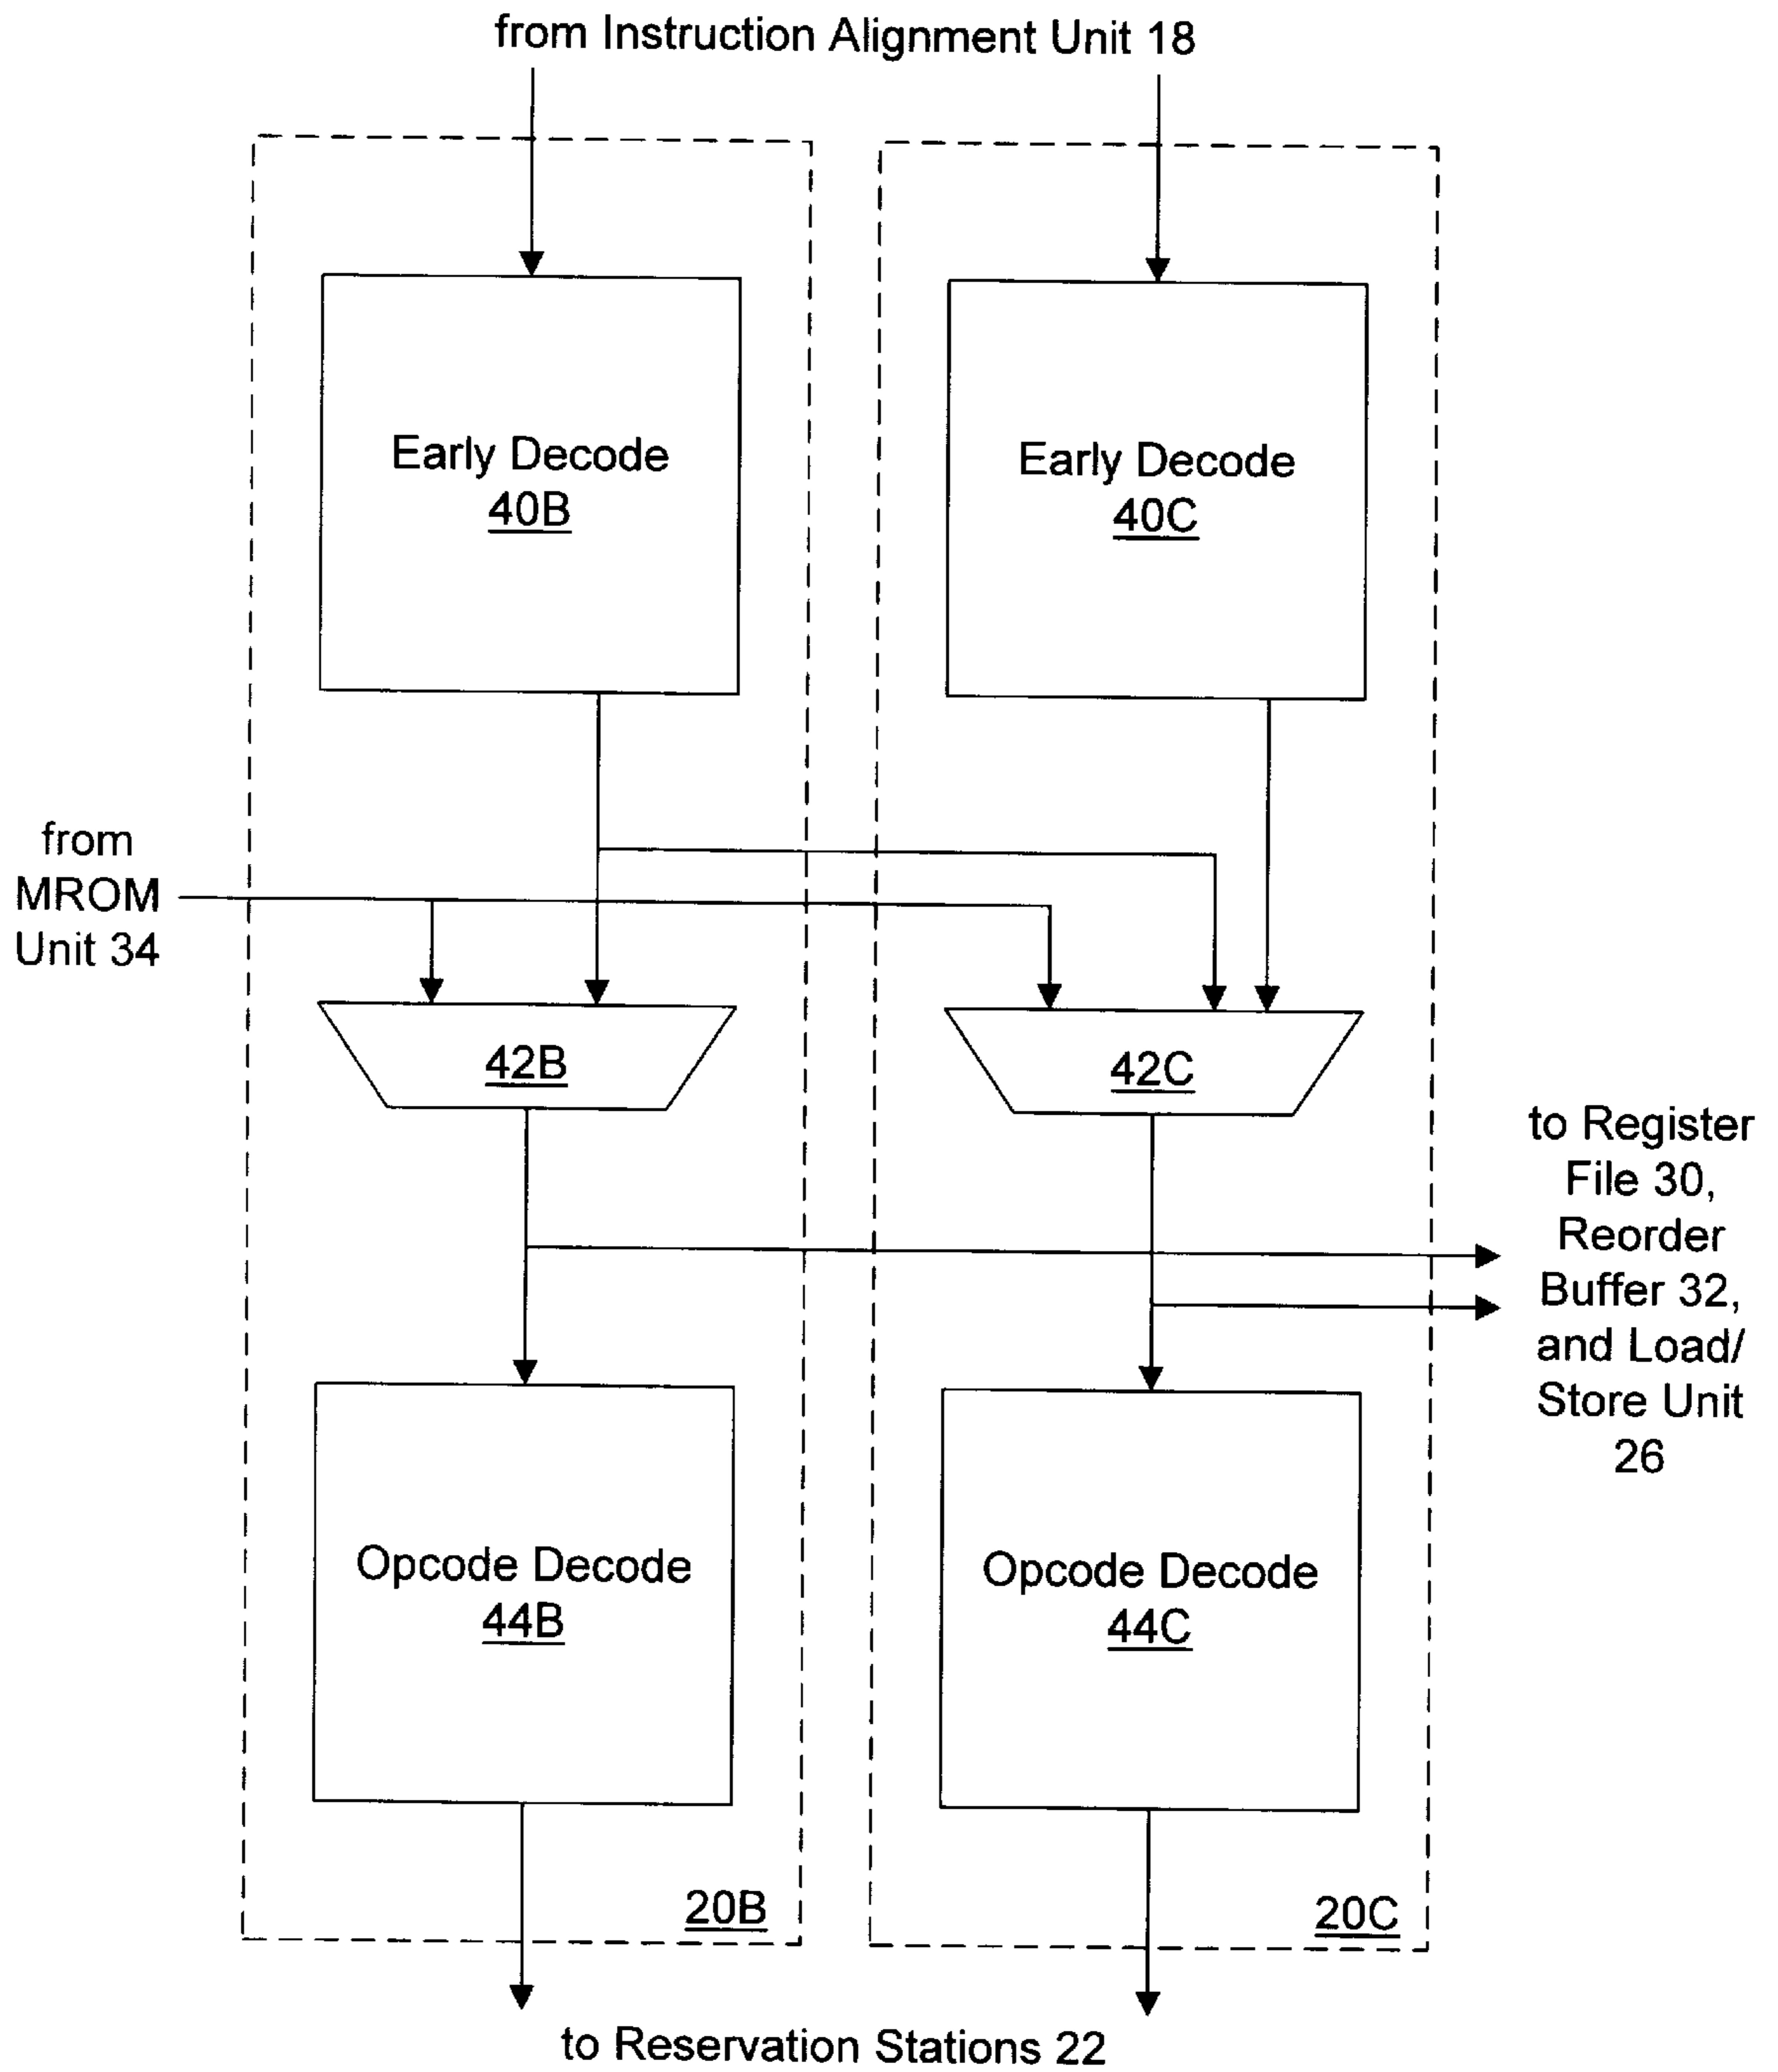 from Instruction Alignment Unit 18
Early Decode
40B
Early Decode
40C
from
MROM
Unit 34
42B
42C
to Register
File 30,
Reorder
Buffer 32,
and Load/
Store Unit
26
Opcode Decode
44B
Opcode Decode
44C
20B
20C
to Reservation Stations 22